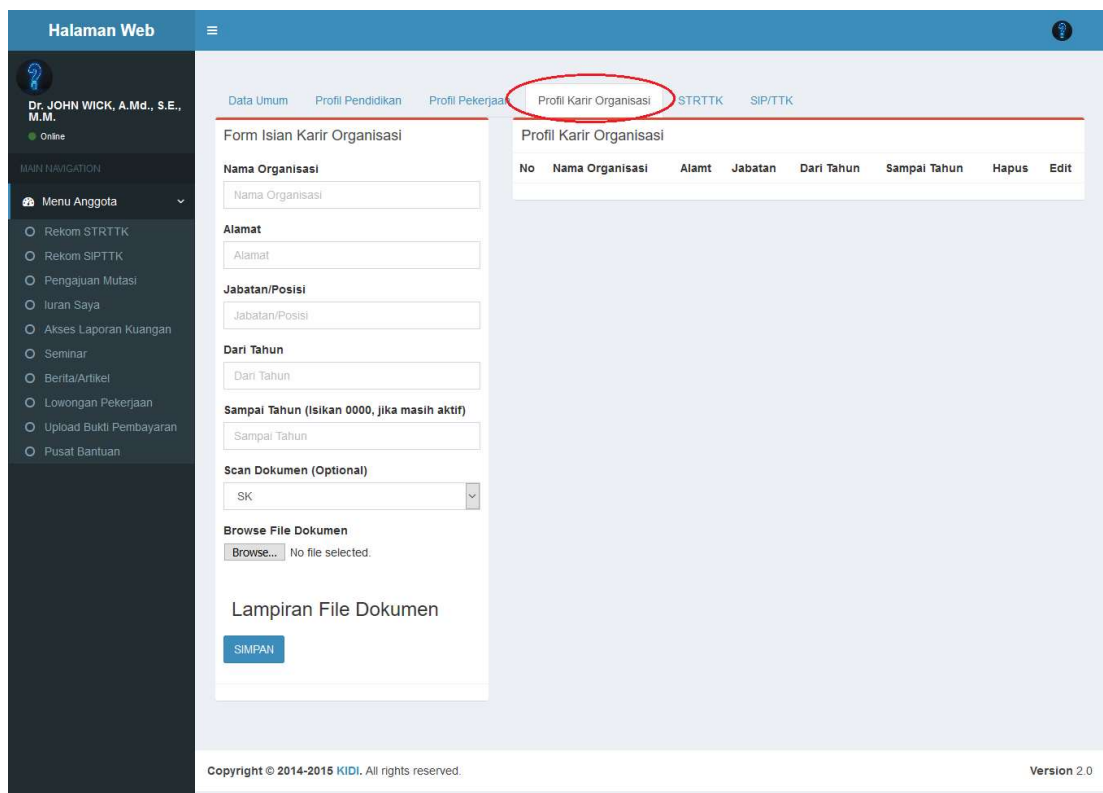 Halaman Web
Dr. JOHN WICK, A.Md., S.E.,
M.M.
Online
MAIN NAVIGATION
Menu Anggota
Rekom STRTTK
Rekom SIPTTK
Pengajuan Mutasi
Iuran Saya
Akses Laporan Kuangan
Seminar
Berita/Artikel
Lowongan Pekerjaan
Upload Bukti Pembayaran
Pusat Bantuan
Data Umum Profil Pendidikan Profil Pekerjaan Profil Karir Organisasi STRTTK SIP/TTK
Form Isian Karir Organisasi
Nama Organisasi
Nama Organisasi
Alamat
Alamat
Jabatan/Posisi
Jabatan/Posisi
Dari Tahun
Dari Tahun
Sampai Tahun (Isikan 0000, jika masih aktif)
Sampai Tahun
Scan Dokumen (Optional)
SK
Browse File Dokumen
Browse... No file selected.
Lampiran File Dokumen
SIMPAN
Profil Karir Organisasi
No Nama Organisasi Alamt Jabatan Dari Tahun Sampai Tahun Hapus Edit
Copyright © 2014-2015 KIDI. All rights reserved.
Version 2.0